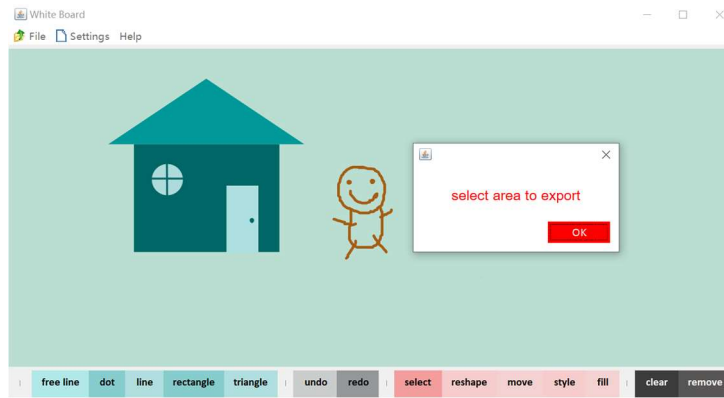 White Board
File Settings Help
select area to export
OK
free line dot line rectangle triangle undo redo select reshape move style fill clear remove